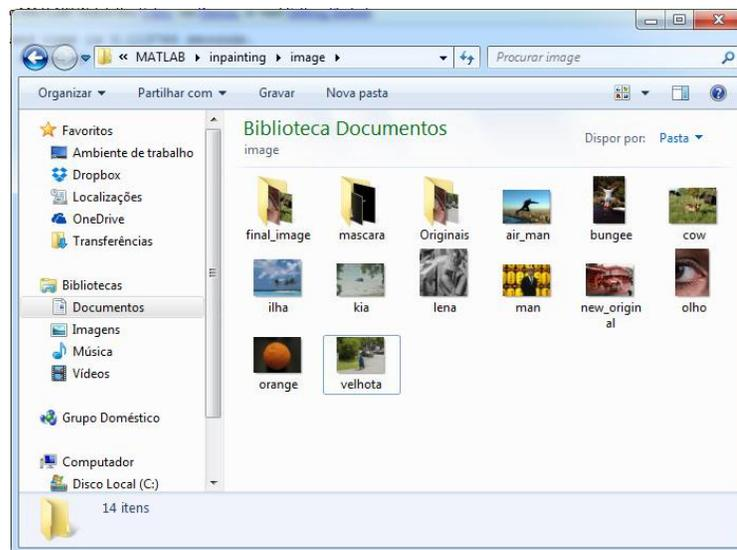 « MATLAB ▸ inpainting ▸ image ▸
Procurar image
Organizar
Partilhar com
Gravar
Nova pasta
Favoritos
Ambiente de trabalho
Dropbox
Localizações
OneDrive
Transferências
Bibliotecas
Documentos
Imagens
Música
Vídeos
Grupo Doméstico
Computador
Disco Local (C:)
Biblioteca Documentos
image
Dispor por: Pasta
final_image
mascara
Originais
air_man
bungee
cow
ilha
kia
lena
man
new_origin
al
olho
orange
velhota
14 itens